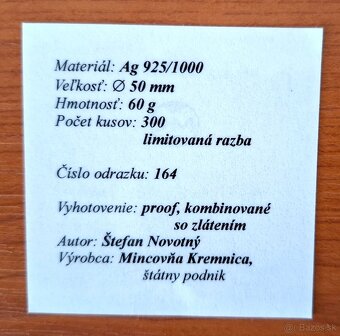 Materiál: Ag 925/1000
Veľkosť: ∅ 50 mm
Hmotnosť: 60 g
Počet kusov: 300
limitovaná razba
Číslo odrazku: 164
Vyhotovenie: proof, kombinované
so zlátením
Autor: Štefan Novotný
Výrobca: Mincovňa Kremnica,
štátny podnik
© Bazos.sk